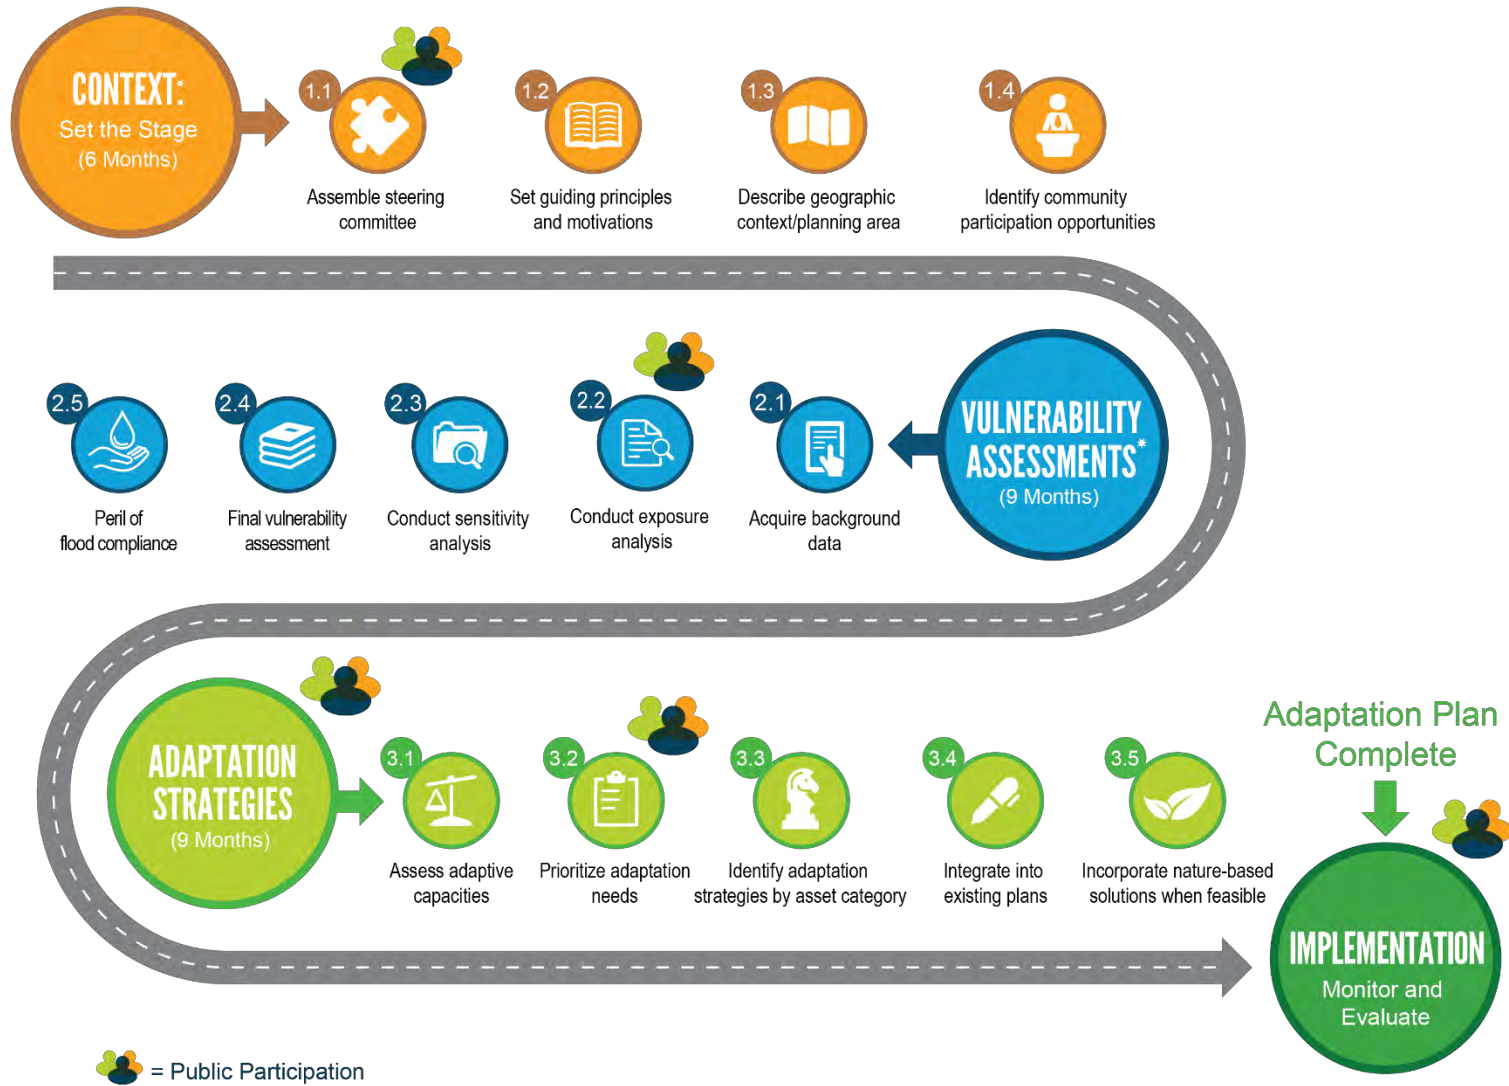 CONTEXT:
Set the Stage
(6 Months)
1.1
Assemble steering
committee
1.2
Set guiding principles
and motivations
1.3
Describe geographic
context/planning area
1.4
Identify community
participation opportunities
VULNERABILITY
ASSESSMENTS*
(9 Months)
2.1
Acquire background
data
2.2
Conduct exposure
analysis
2.3
Conduct sensitivity
analysis
2.4
Final vulnerability
assessment
2.5
Peril of
flood compliance
ADAPTATION
STRATEGIES
(9 Months)
3.1
Assess adaptive
capacities
3.2
Prioritize adaptation
needs
3.3
Identify adaptation
strategies by asset category
3.4
Integrate into
existing plans
3.5
Incorporate nature-based
solutions when feasible
Adaptation Plan
Complete
IMPLEMENTATION
Monitor and
Evaluate
= Public Participation